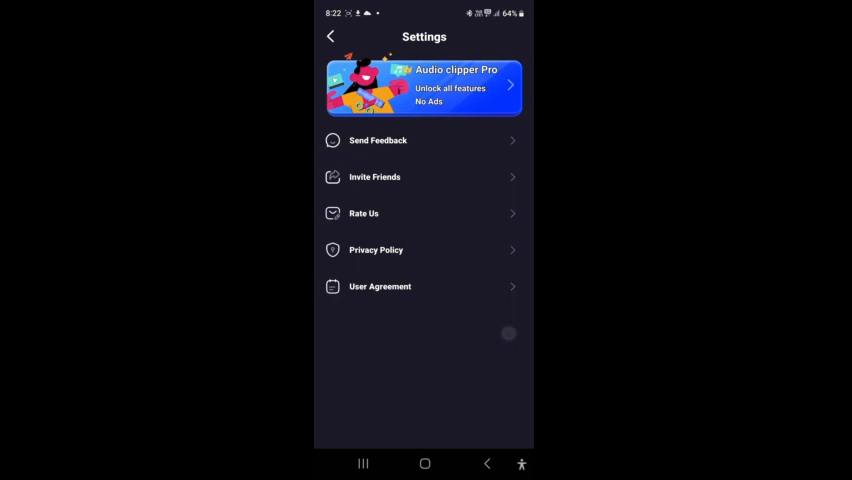 8:22
64%
Settings
Audio clipper Pro
Unlock all features
No Ads
Send Feedback
Invite Friends
Rate Us
Privacy Policy
User Agreement